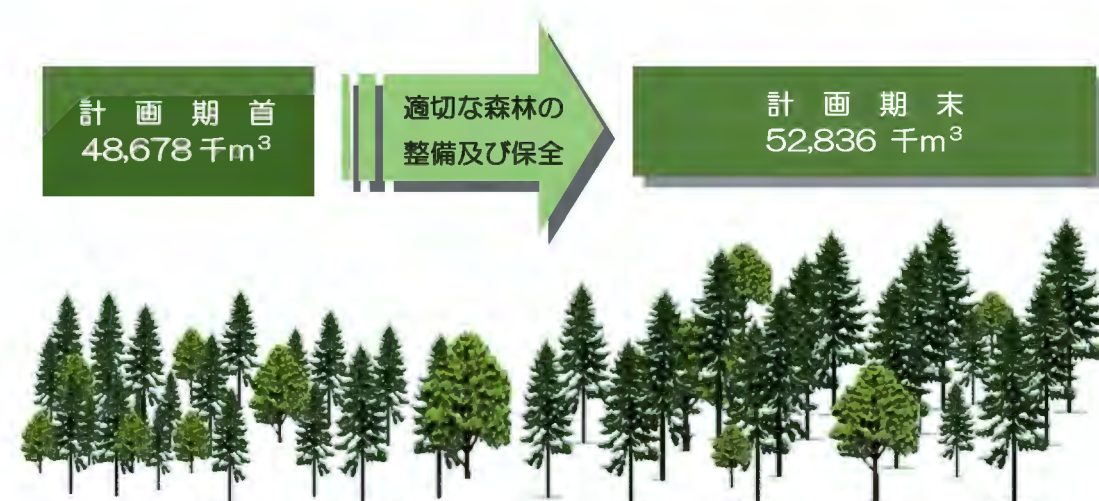 計画期首
48,678 千m³
適切な森林の
整備及び保全
計画期末
52,836 千m³